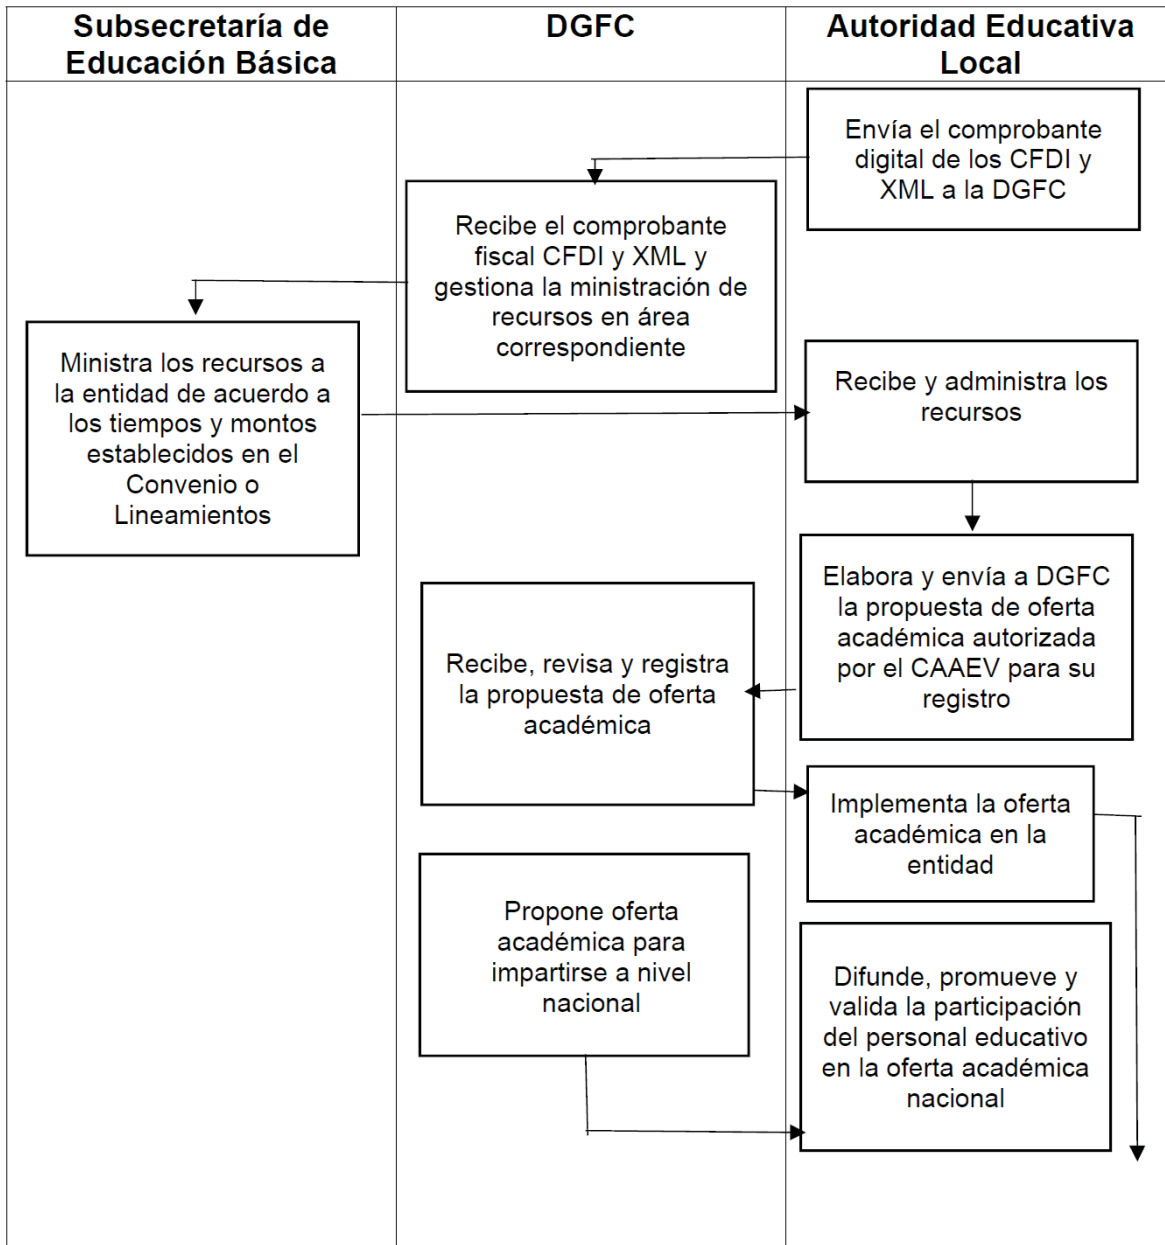 Subsecretaría de
Educación Básica
DGFC
Autoridad Educativa
Local
Envía el comprobante
digital de los CFDI y
XML a la DGFC
Recibe el comprobante
fiscal CFDI y XML y
gestiona la ministración de
recursos en área
correspondiente
Ministra los recursos a
la entidad de acuerdo a
los tiempos y montos
establecidos en el
Convenio o
Lineamientos
Recibe y administra los
recursos
Elabora y envía a DGFC
la propuesta de oferta
académica autorizada
por el CAAEV para su
registro
Recibe, revisa y registra
la propuesta de oferta
académica
Implementa la oferta
académica en la
entidad
Propone oferta
académica para
impartirse a nivel
nacional
Difunde, promueve y
valida la participación
del personal educativo
en la oferta académica
nacional